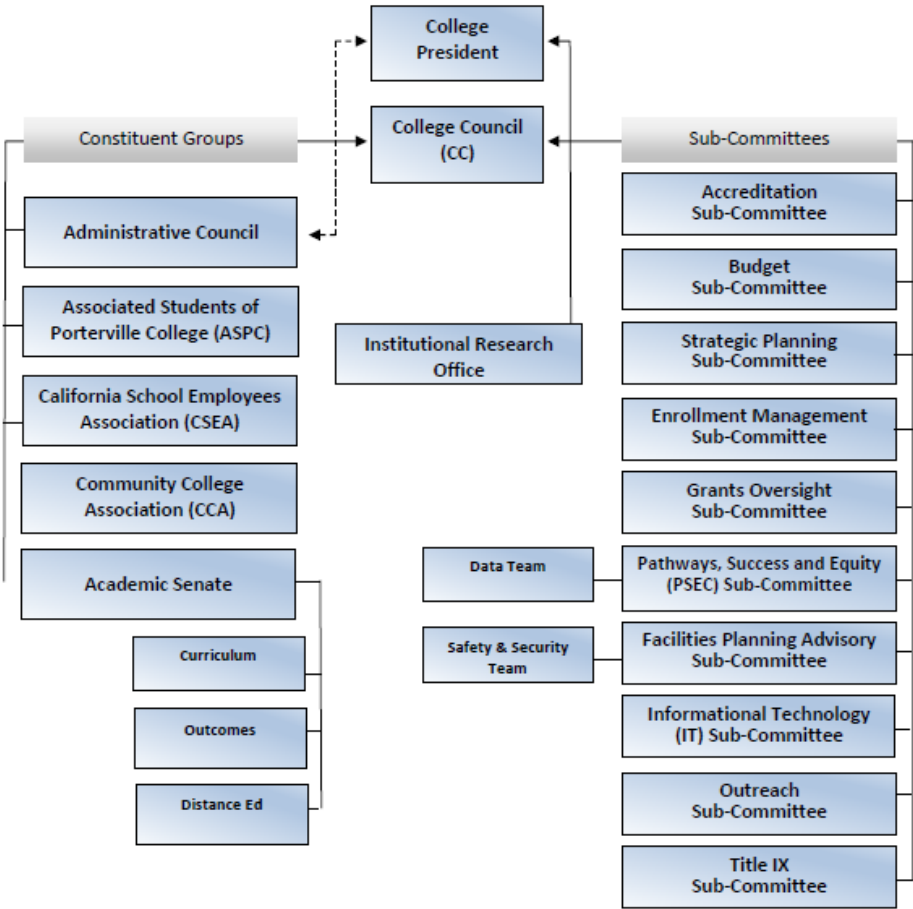 College
President
College Council
(CC)
Constituent Groups
Administrative Council
Associated Students of
Porterville College (ASPC)
California School Employees
Association (CSEA)
Community College
Association (CCA)
Academic Senate
Curriculum
Outcomes
Distance Ed
Institutional Research
Office
Sub-Committees
Accreditation
Sub-Committee
Budget
Sub-Committee
Strategic Planning
Sub-Committee
Enrollment Management
Sub-Committee
Grants Oversight
Sub-Committee
Pathways, Success and Equity
(PSEC) Sub-Committee
Data Team
Facilities Planning Advisory
Sub-Committee
Safety & Security
Team
Informational Technology
(IT) Sub-Committee
Outreach
Sub-Committee
Title IX
Sub-Committee